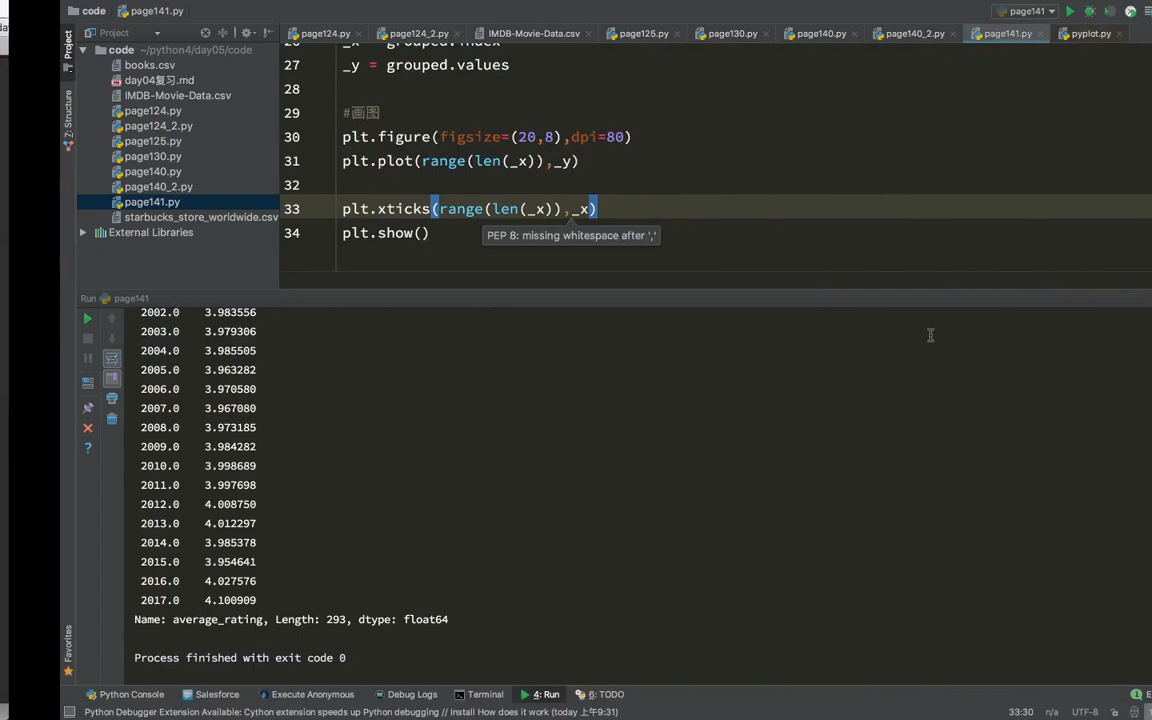 code
page141.py
page141
Project
page124.py
page124_2.py
IMDB-Movie-Data.csv
page125.py
page130.py
page140.py
page140_2.py
page141.py
pyplot.py
code ~/python4/day05/code
books.csv
day04复习.md
IMDB-Movie-Data.csv
page124.py
page124_2.py
page125.py
page130.py
page140.py
page140_2.py
page141.py
starbucks_store_worldwide.csv
External Libraries
Project
Z: Structure
Favorites
27 _y = grouped.values
28
29 #画图
30 plt.figure(figsize=(20,8),dpi=80)
31 plt.plot(range(len(_x)),_y)
32
33 plt.xticks(range(len(_x)),_x)
34 plt.show()
PEP 8: missing whitespace after ','
Run page141
2002.0 3.983556
2003.0 3.979306
2004.0 3.985505
2005.0 3.963282
2006.0 3.970580
2007.0 3.967080
2008.0 3.973185
2009.0 3.984282
2010.0 3.998689
2011.0 3.997698
2012.0 4.008750
2013.0 4.012297
2014.0 3.985378
2015.0 3.954641
2016.0 4.027576
2017.0 4.100909
Name: average_rating, Length: 293, dtype: float64
Process finished with exit code 0
Python Console
Salesforce
Execute Anonymous
Debug Logs
Terminal
4: Run
6: TODO
Python Debugger Extension Available: Cython extension speeds up Python debugging // Install How does it work (today 上午9:31)
33:30 n/a UTF-8